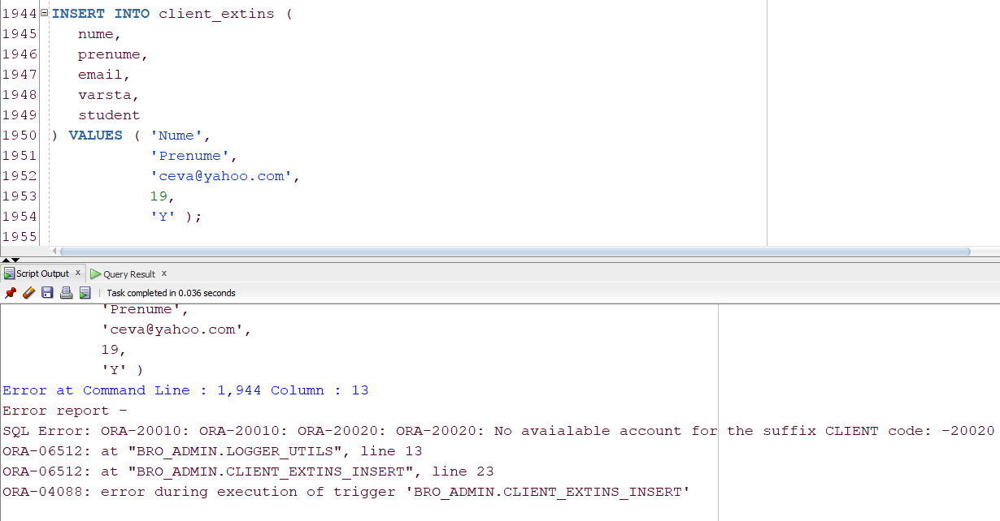 1944 INSERT INTO client_extins (
1945 nume,
1946 prenume,
1947 email,
1948 varsta,
1949 student
1950 ) VALUES ( 'Nume',
1951 'Prenume',
1952 'ceva@yahoo.com',
1953 19,
1954 'Y' );
1955
Script Output x Query Result x
Task completed in 0.036 seconds
'Prenume',
'ceva@yahoo.com',
19,
'Y' )
Error at Command Line : 1,944 Column : 13
Error report -
SQL Error: ORA-20010: ORA-20010: ORA-20020: ORA-20020: No avaialable account for the suffix CLIENT code: -20020
ORA-06512: at "BRO_ADMIN.LOGGER_UTILS", line 13
ORA-06512: at "BRO_ADMIN.CLIENT_EXTINS_INSERT", line 23
ORA-04088: error during execution of trigger 'BRO_ADMIN.CLIENT_EXTINS_INSERT'